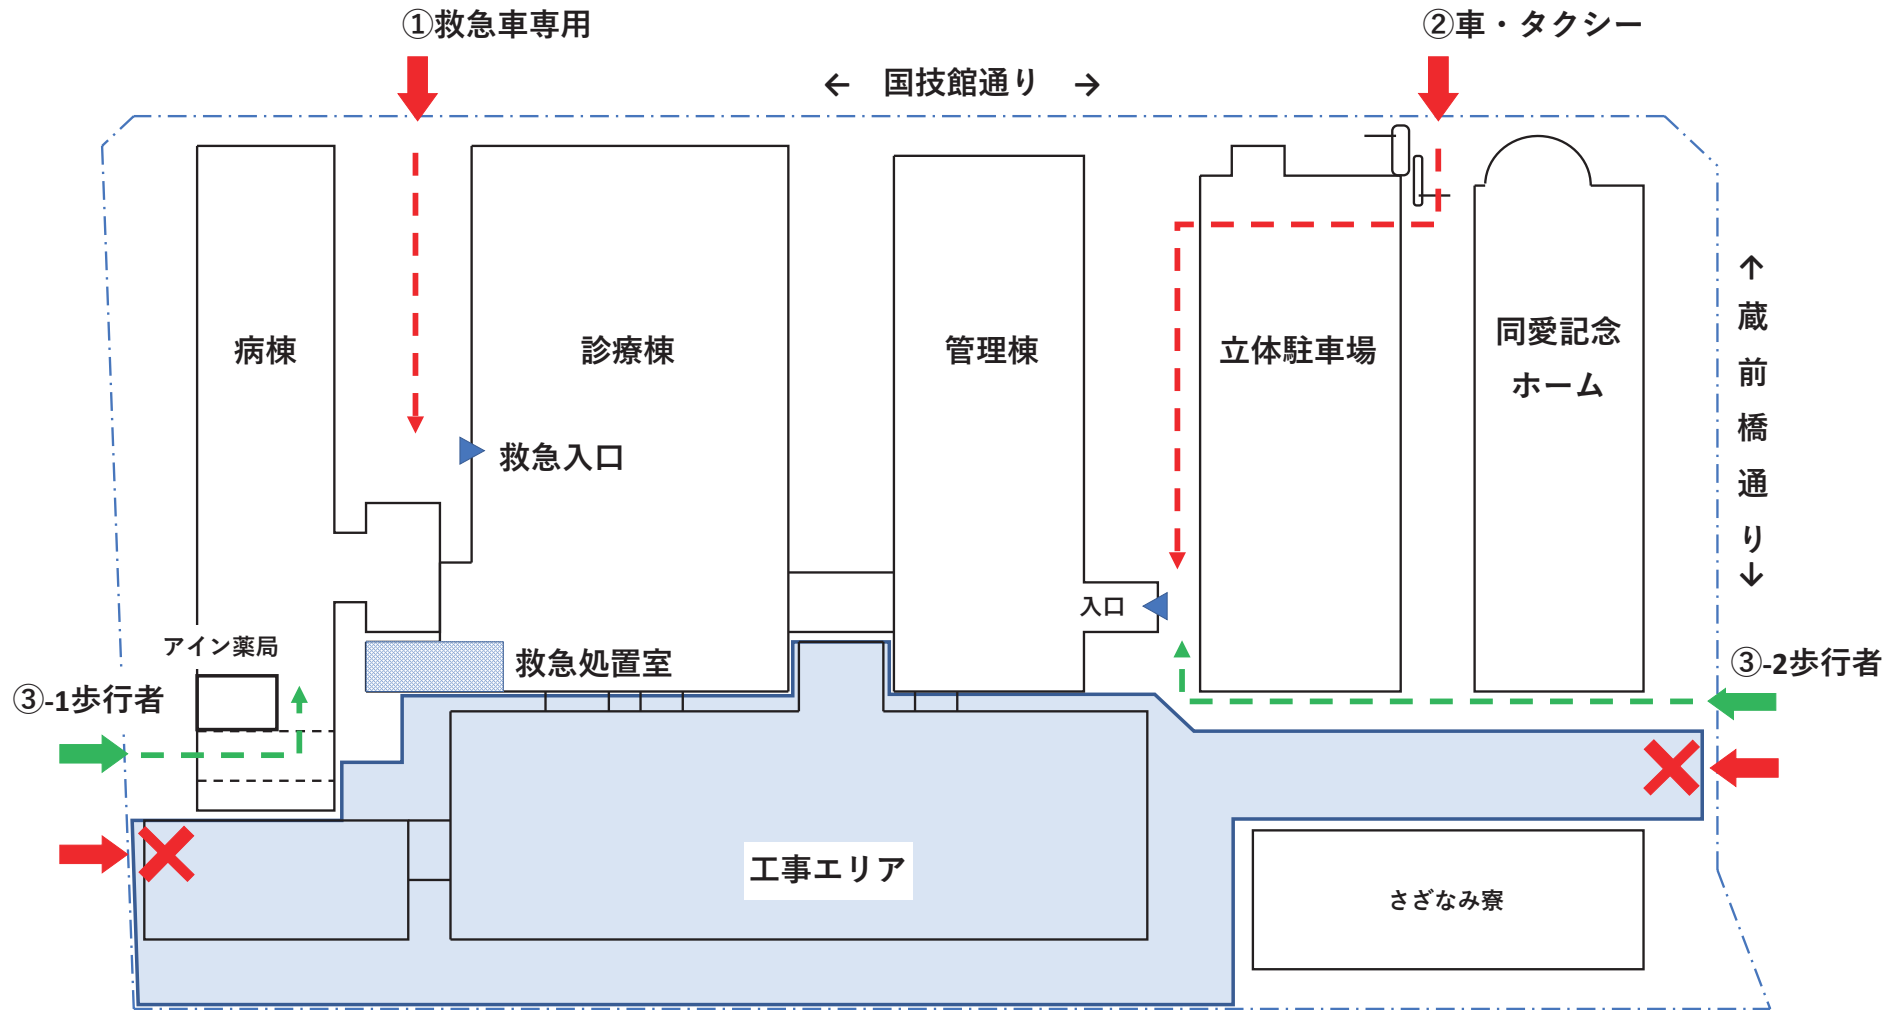 ①救急車専用
②車・タクシー
← 国技館通り →
病棟
診療棟
管理棟
立体駐車場
同愛記念
ホーム
↑蔵前橋通り↓
救急入口
入口
アイン薬局
救急処置室
③-1歩行者
③-2歩行者
工事エリア
さざなみ寮